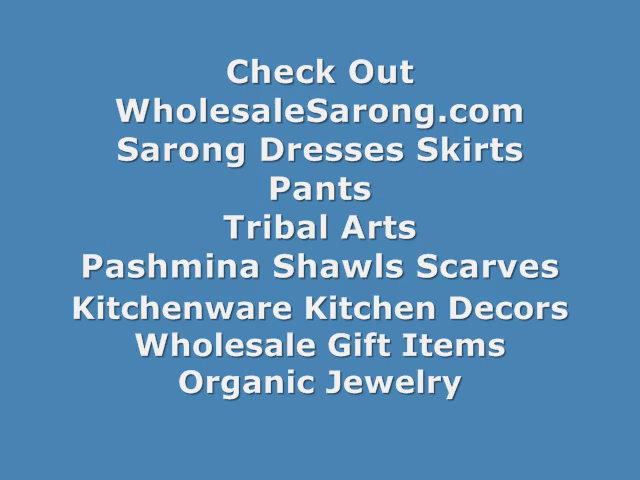 Check Out
WholesaleSarong.com
Sarong Dresses Skirts
Pants
Tribal Arts
Pashmina Shawls Scarves
Kitchenware Kitchen Decors
Wholesale Gift Items
Organic Jewelry